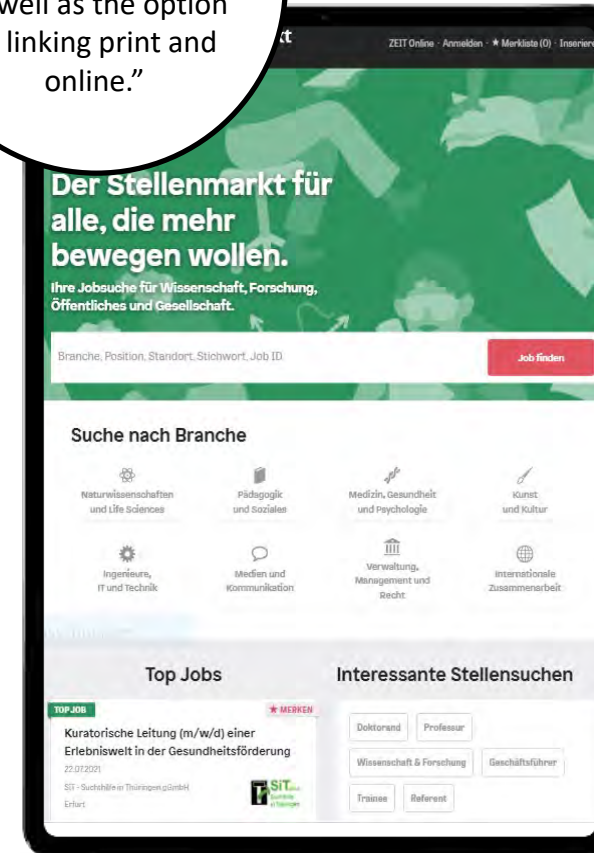 well as the option
linking print and
online.”
ZEIT Online · Anmelden · ★ Merkliste (0) · Inseriere
Der Stellenmarkt für
alle, die mehr
bewegen wollen.
Ihre Jobsuche für Wissenschaft, Forschung,
Öffentliches und Gesellschaft.
Branche, Position, Standort, Stichwort, Job ID
Job finden
Suche nach Branche
Naturwissenschaften
und Life Sciences
Pädagogik
und Soziales
Medizin, Gesundheit
und Psychologie
Kunst
und Kultur
Ingenieure,
IT und Technik
Medien und
Kommunikation
Verwaltung,
Management und
Recht
Internationale
Zusammenarbeit
Top Jobs
TOP JOB
★ MERKEN
Kuratorische Leitung (m/w/d) einer
Erlebniswelt in der Gesundheitsförderung
22.07.2021
SiT - Suchthilfe in Thüringen gGmbH
Erfurt
SiT
Interessante Stellensuchen
Doktorand
Professur
Wissenschaft & Forschung
Geschäftsführer
Trainee
Referent